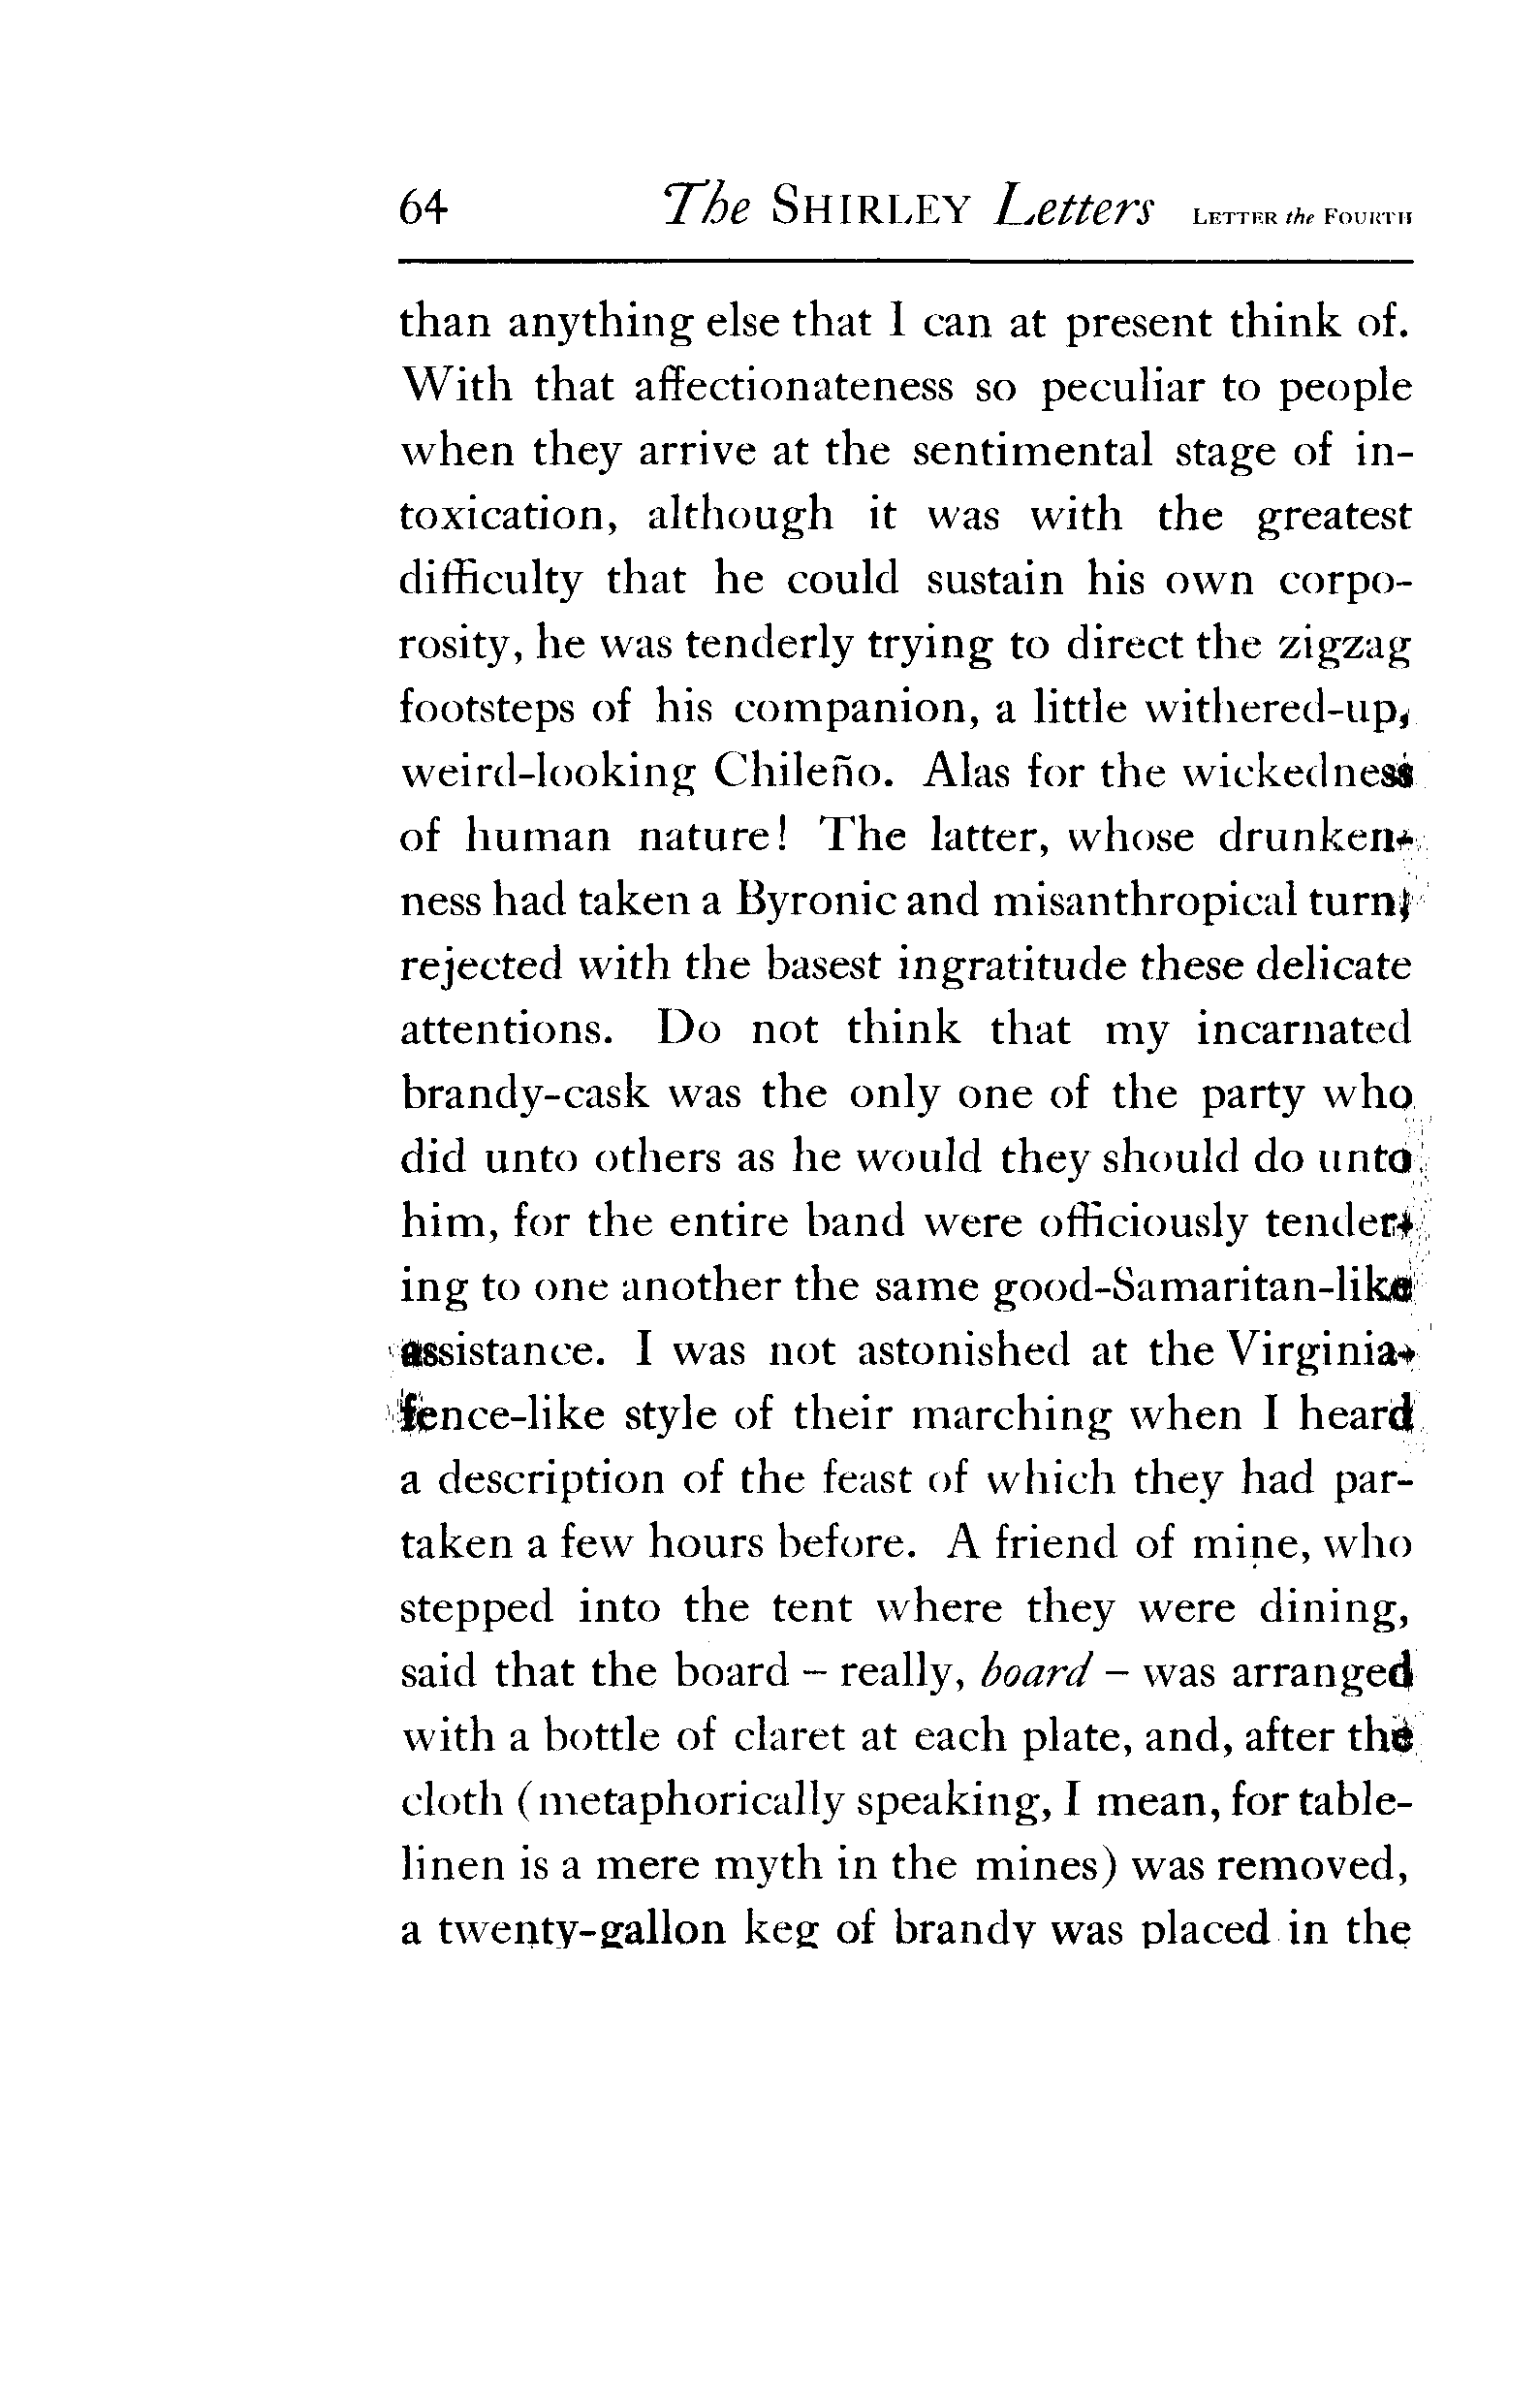 64 The SHIRLEY Letters LETTER the FOURTH
than anything else that I can at present think of.
With that affectionateness so peculiar to people
when they arrive at the sentimental stage of in-
toxication, although it was with the greatest
difficulty that he could sustain his own corpo-
rosity, he was tenderly trying to direct the zigzag
footsteps of his companion, a little withered-up,
weird-looking Chileño. Alas for the wickedness
of human nature! The latter, whose drunken-
ness had taken a Byronic and misanthropical turn,
rejected with the basest ingratitude these delicate
attentions. Do not think that my incarnated
brandy-cask was the only one of the party who
did unto others as he would they should do unto
him, for the entire band were officiously tender-
ing to one another the same good-Samaritan-like
assistance. I was not astonished at the Virginia-
fence-like style of their marching when I heard
a description of the feast of which they had par-
taken a few hours before. A friend of mine, who
stepped into the tent where they were dining,
said that the board – really, board – was arranged
with a bottle of claret at each plate, and, after the
cloth (metaphorically speaking, I mean, for table-
linen is a mere myth in the mines) was removed,
a twenty-gallon keg of brandy was placed in the